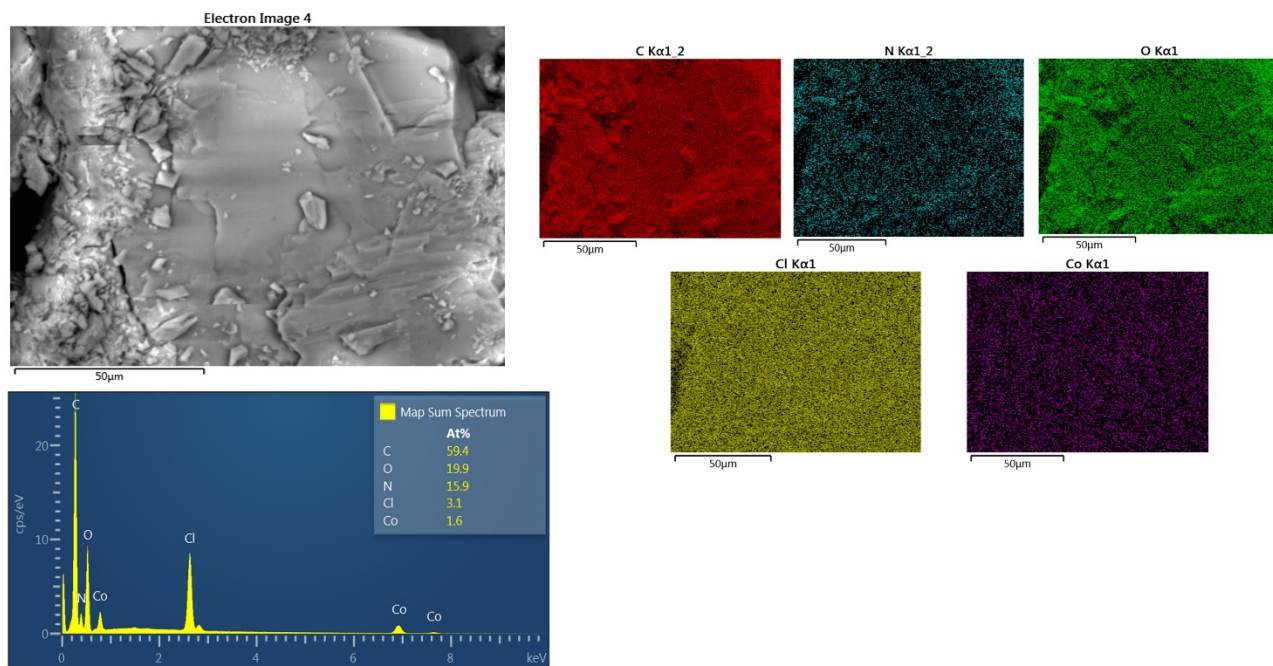 Electron Image 4
50µm
C Kα1_2
N Kα1_2
O Kα1
50µm
50µm
50µm
Cl Kα1
Co Kα1
50µm
50µm
Map Sum Spectrum
At%
C 59.4
O 19.9
N 15.9
Cl 3.1
Co 1.6
cps/eV
20
10
0
C
O
N
Co
Cl
Co
Co
0 2 4 6 8 keV